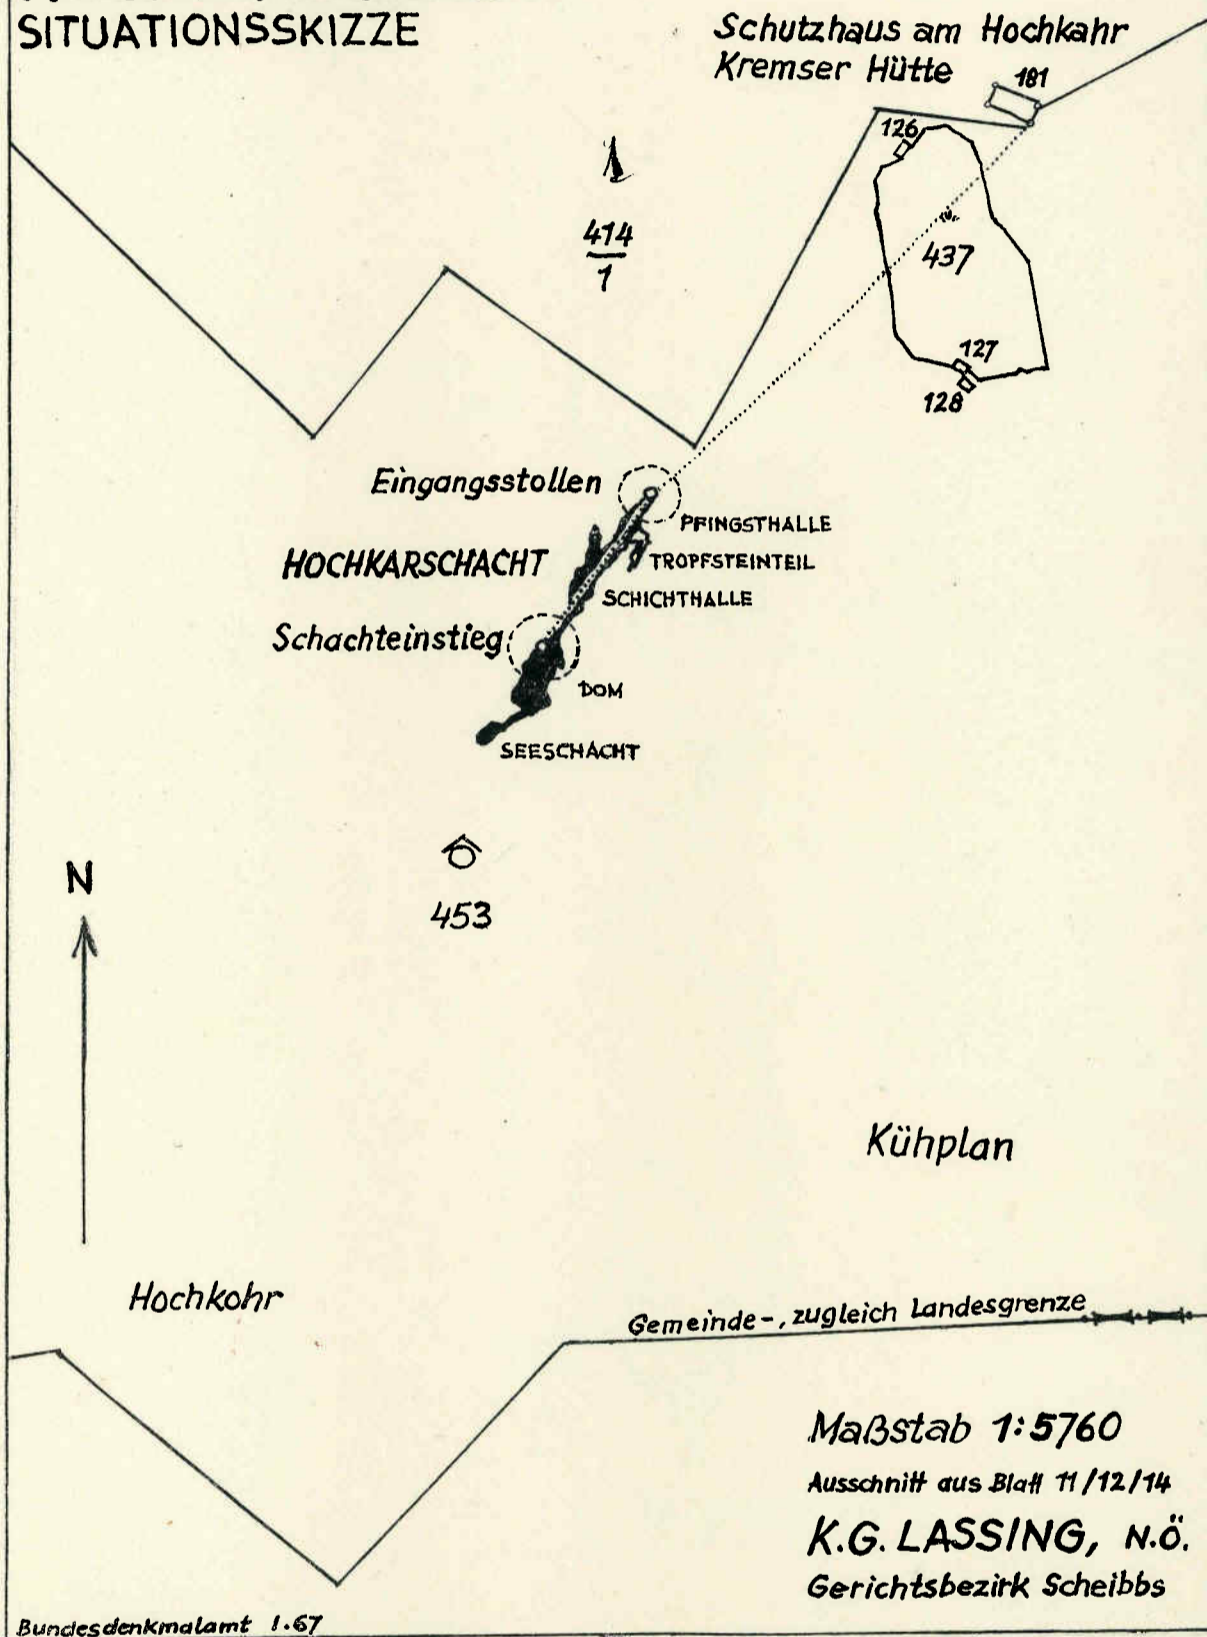 SITUATIONSSKIZZE
Schutzhaus am Hochkahr
Kremser Hütte
181
126
414
1
437
127
128
Eingangsstollen
PFINGSTHALLE
HOCHKARSCHACHT
TROPFSTEINTEIL
SCHICHTHALLE
Schachteinstieg
DOM
SEESCHACHT
N
453
Kühplan
Hochkohr
Gemeinde-, zugleich Landesgrenze
Maßstab 1:5760
Ausschnitt aus Blatt 11/12/14
K.G. LASSING, N.Ö.
Gerichtsbezirk Scheibbs
Bundesdenkmalamt 1.67